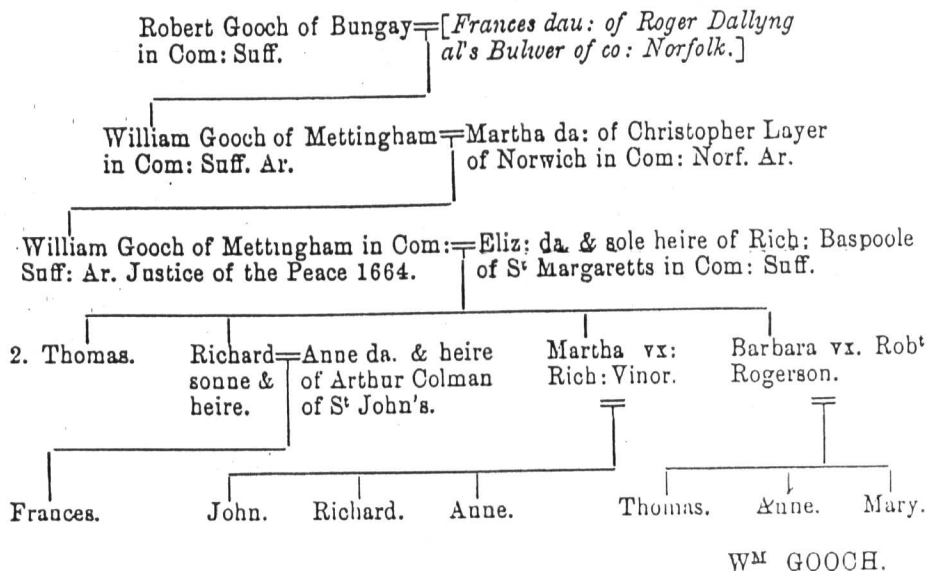 Robert Gooch of Bungay [Frances dau: of Roger Dallyng
in Com: Suff. al's Bulwer of co: Norfolk.]
William Gooch of Mettingham Martha da: of Christopher Layer
in Com: Suff. Ar. of Norwich in Com: Norf. Ar.
William Gooch of Mettingham in Com: Eliz: da. & sole heire of Rich: Baspoole
Suff: Ar. Justice of the Peace 1664. of Sᵗ Margaretts in Com: Suff.
2. Thomas. Richard Anne da. & heire Martha vx: Barbara vx. Robᵗ
sonne & of Arthur Colman Rich: Vinor. Rogerson.
heire. of Sᵗ John's.
Frances. John. Richard. Anne. Thomas. Anne. Mary.
Wᴹ GOOCH.